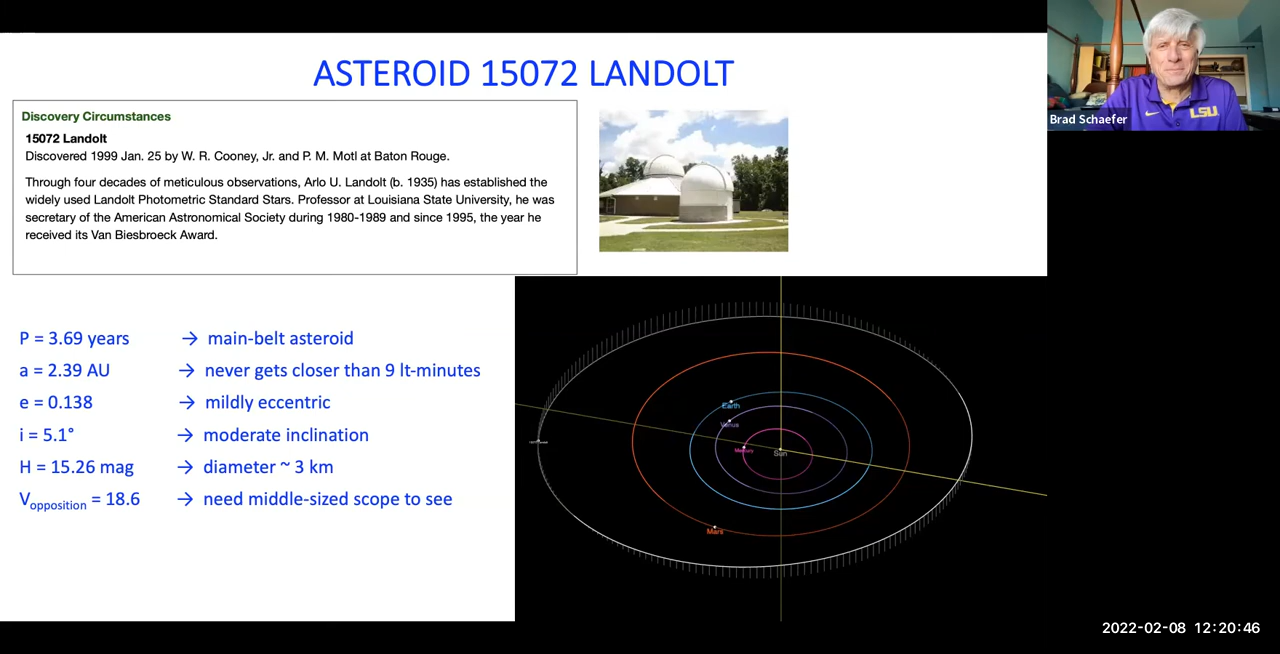 ASTEROID 15072 LANDOLT
Discovery Circumstances
15072 Landolt
Discovered 1999 Jan. 25 by W. R. Cooney, Jr. and P. M. Motl at Baton Rouge.
Through four decades of meticulous observations, Arlo U. Landolt (b. 1935) has established the
widely used Landolt Photometric Standard Stars. Professor at Louisiana State University, he was
secretary of the American Astronomical Society during 1980-1989 and since 1995, the year he
received its Van Biesbroeck Award.
LSU
Brad Schaefer
P = 3.69 years → main-belt asteroid
a = 2.39 AU → never gets closer than 9 lt-minutes
e = 0.138 → mildly eccentric
i = 5.1° → moderate inclination
H = 15.26 mag → diameter ~ 3 km
Vopposition = 18.6 → need middle-sized scope to see
Earth
Venus
Mercury
Sun
Mars
2022-02-08 12:20:46